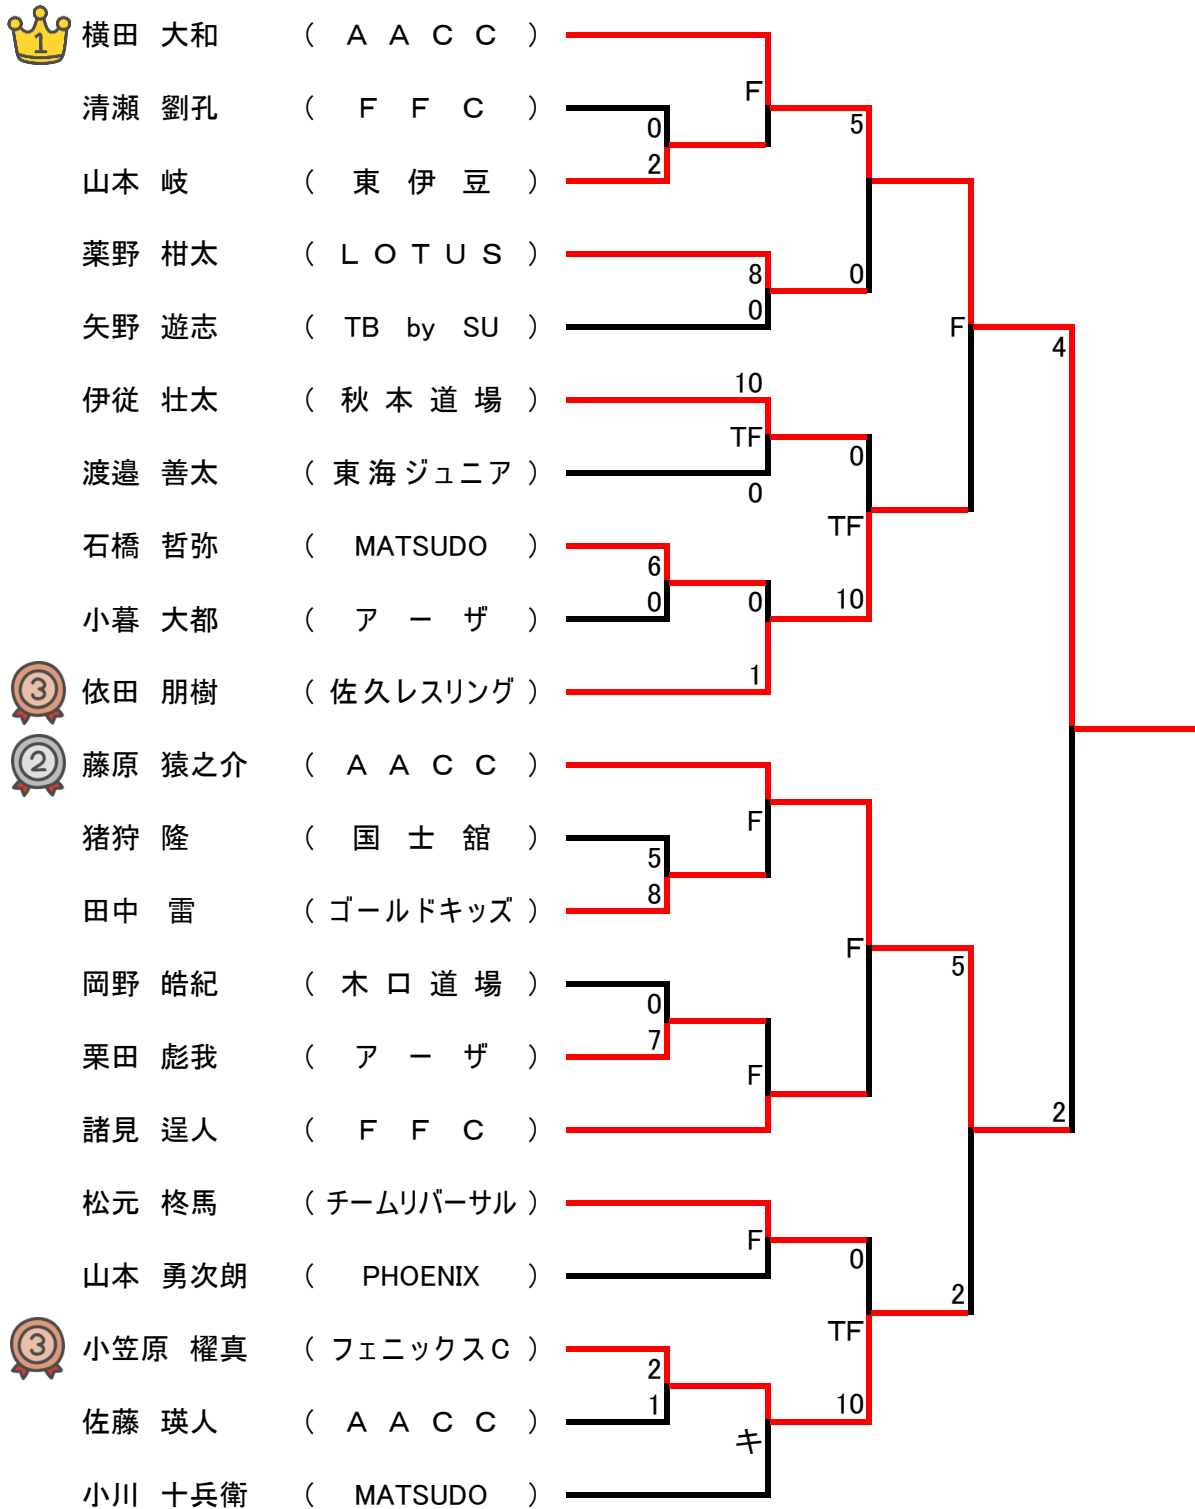 1 横田 大和 ( A A C C )
F
清瀬 劉孔 ( F F C )
0 5
2
山本 岐 ( 東 伊 豆 )
薬野 柑太 ( L O T U S )
8 0
0
矢野 遊志 ( TB by SU )
F
4
10
伊従 壮太 ( 秋 本 道 場 )
TF
0
渡邉 善太 ( 東 海 ジュニア )
0
TF
石橋 哲弥 ( MATSUDO )
6
0 0 10
小暮 大都 ( ア ー ザ )
1
3 依田 朋樹 ( 佐久レスリング )
2 藤原 猿之介 ( A A C C )
F
猪狩 隆 ( 国 士 舘 )
5
8
田中 雷 ( ゴールドキッズ )
F
5
岡野 皓紀 ( 木 口 道 場 )
0
7
栗田 彪我 ( ア ー ザ )
F
2
諸見 逞人 ( F F C )
松元 柊馬 ( チームリバーサル )
F
0
山本 勇次朗 ( PHOENIX )
2
TF
3 小笠原 櫂真 ( フェニックスC )
2
1 10
佐藤 瑛人 ( A A C C )
キ
小川 十兵衛 ( MATSUDO )